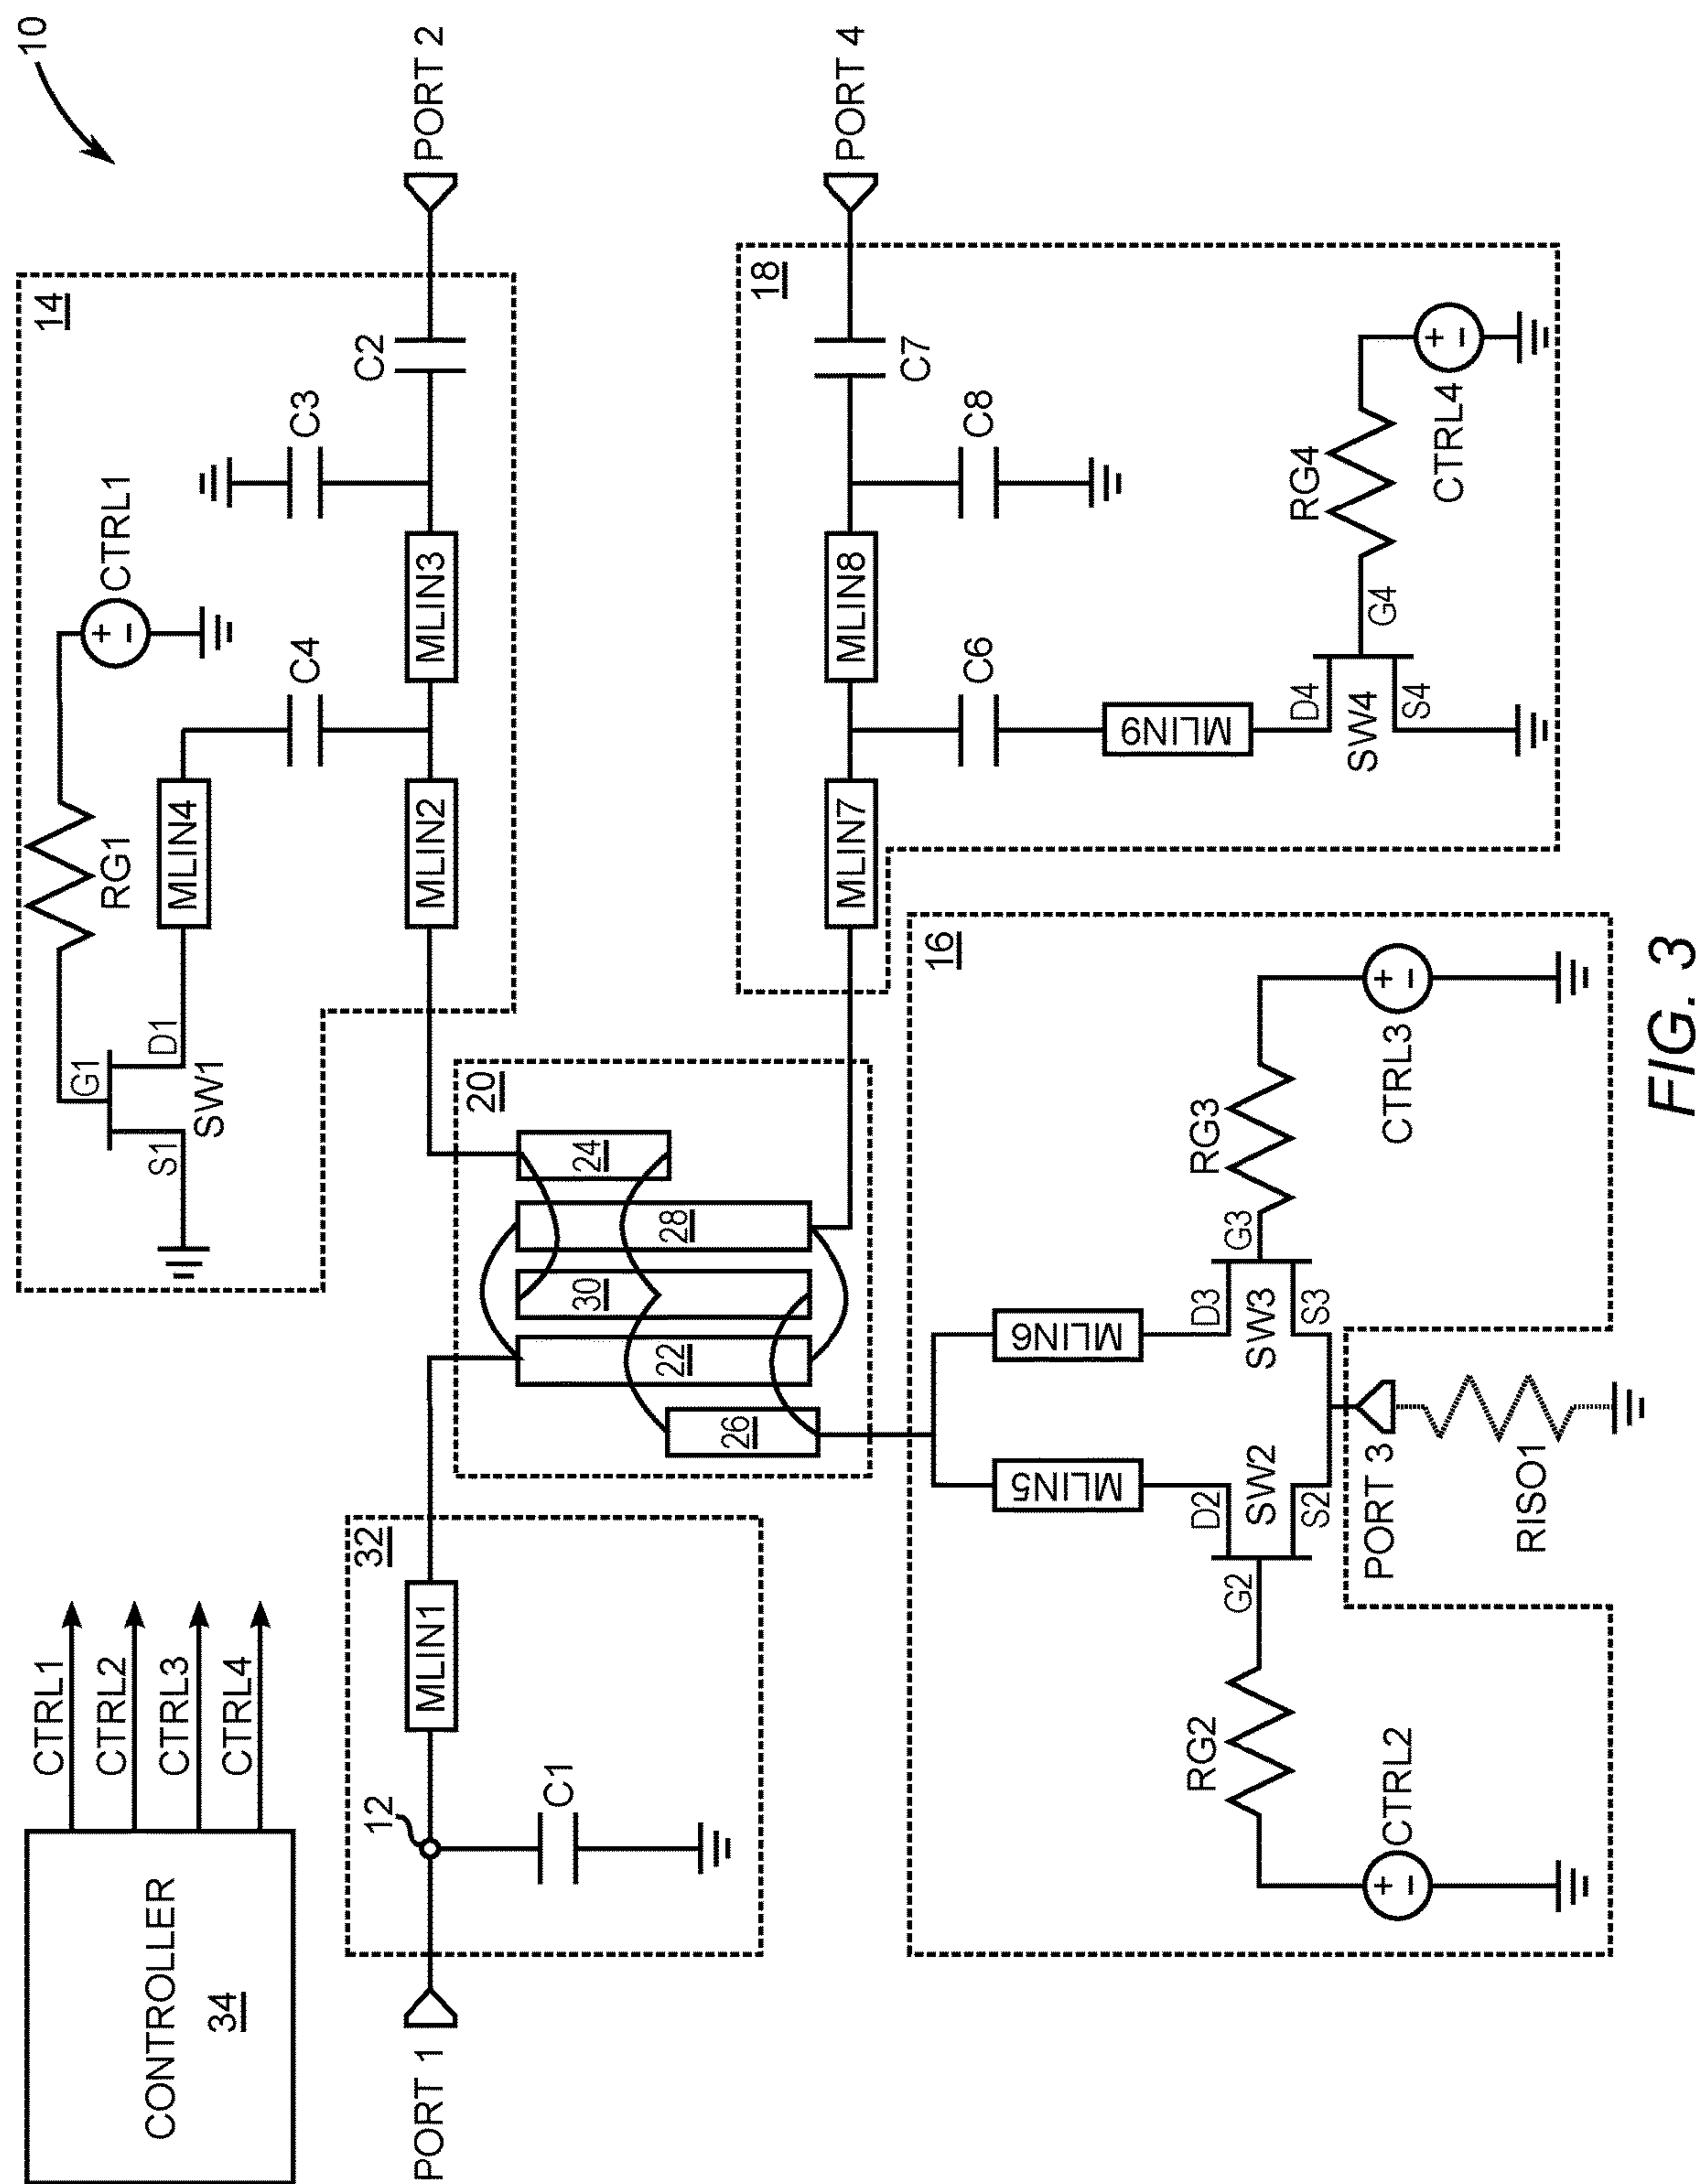 10
CONTROLLER
34
CTRL1
CTRL2
CTRL3
CTRL4
14
RG1
CTRL1
G1
D1
S1
SW1
MLIN4
C4
C3
C2
MLIN2
MLIN3
PORT 2
PORT 1
12
C1
MLIN1
32
20
24
28
30
22
26
18
MLIN7
MLIN8
C7
C8
C6
MLIN9
D4
S4
SW4
G4
RG4
CTRL4
PORT 4
16
MLIN5
MLIN6
D2
SW2
S2
G2
RG2
CTRL2
D3
SW3
S3
G3
RG3
CTRL3
PORT 3
RISO1
FIG. 3